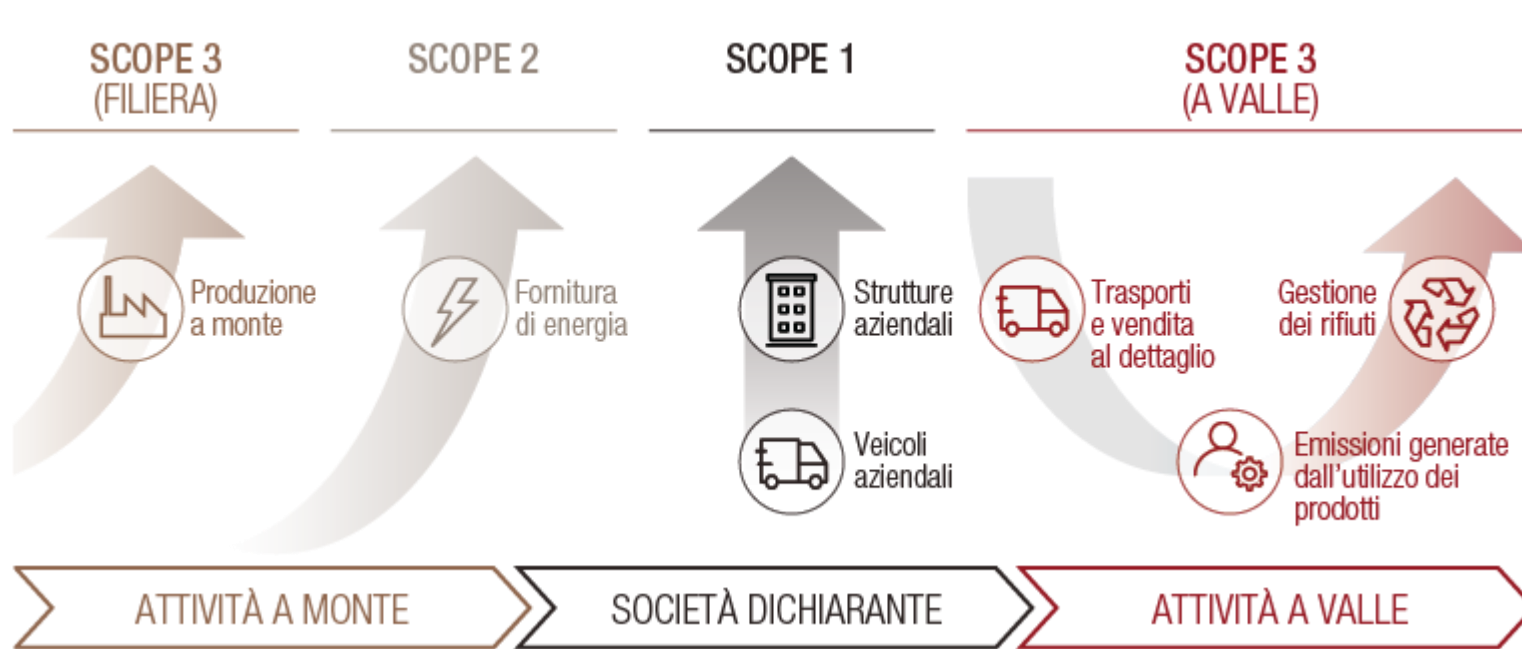 SCOPE 3
(FILIERA)
SCOPE 2
SCOPE 1
SCOPE 3
(A VALLE)
Produzione
a monte
Fornitura
di energia
Strutture
aziendali
Veicoli
aziendali
Trasporti
e vendita
al dettaglio
Gestione
dei rifiuti
Emissioni generate
dall'utilizzo dei
prodotti
ATTIVITÀ A MONTE
SOCIETÀ DICHIARANTE
ATTIVITÀ A VALLE